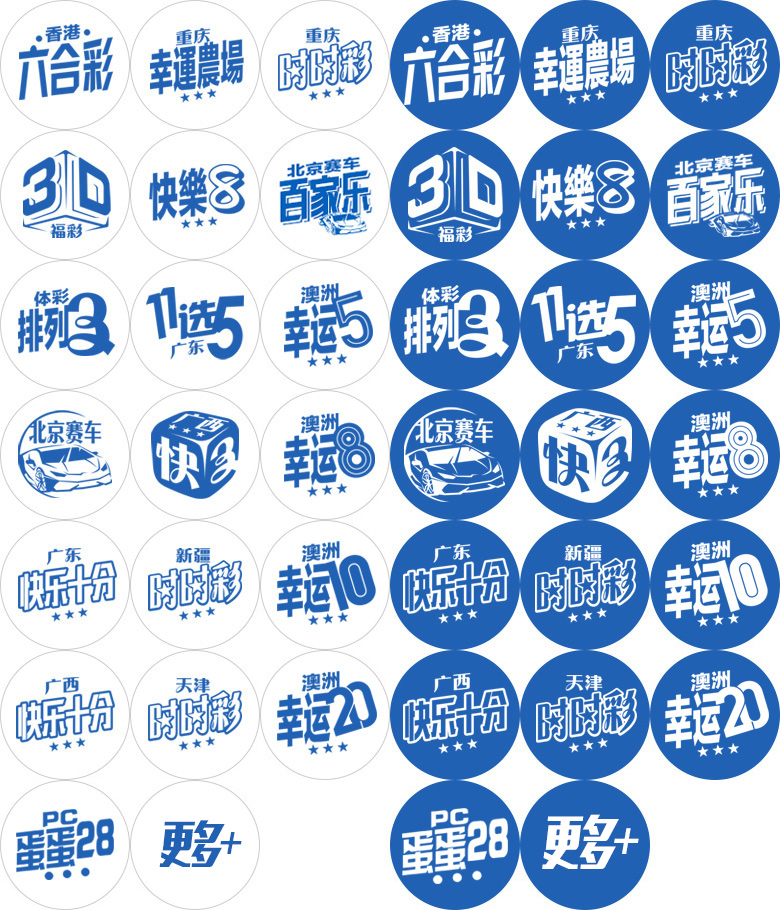 香港
六合彩
重庆
幸運農場
重庆
时时彩
香港
六合彩
重庆
幸運農場
重庆
时时彩
3D
福彩
快樂8
北京赛车
百家乐
3D
福彩
快樂8
北京赛车
百家乐
体彩
排列3
11选5
广东
澳洲
幸运5
体彩
排列3
11选5
广东
澳洲
幸运5
北京赛车
广西
快3
澳洲
幸运8
北京赛车
广西
快3
澳洲
幸运8
广东
快乐十分
新疆
时时彩
澳洲
幸运10
广东
快乐十分
新疆
时时彩
澳洲
幸运10
广西
快乐十分
天津
时时彩
澳洲
幸运20
广西
快乐十分
天津
时时彩
澳洲
幸运20
PC
蛋蛋28
更多+
PC
蛋蛋28
更多+